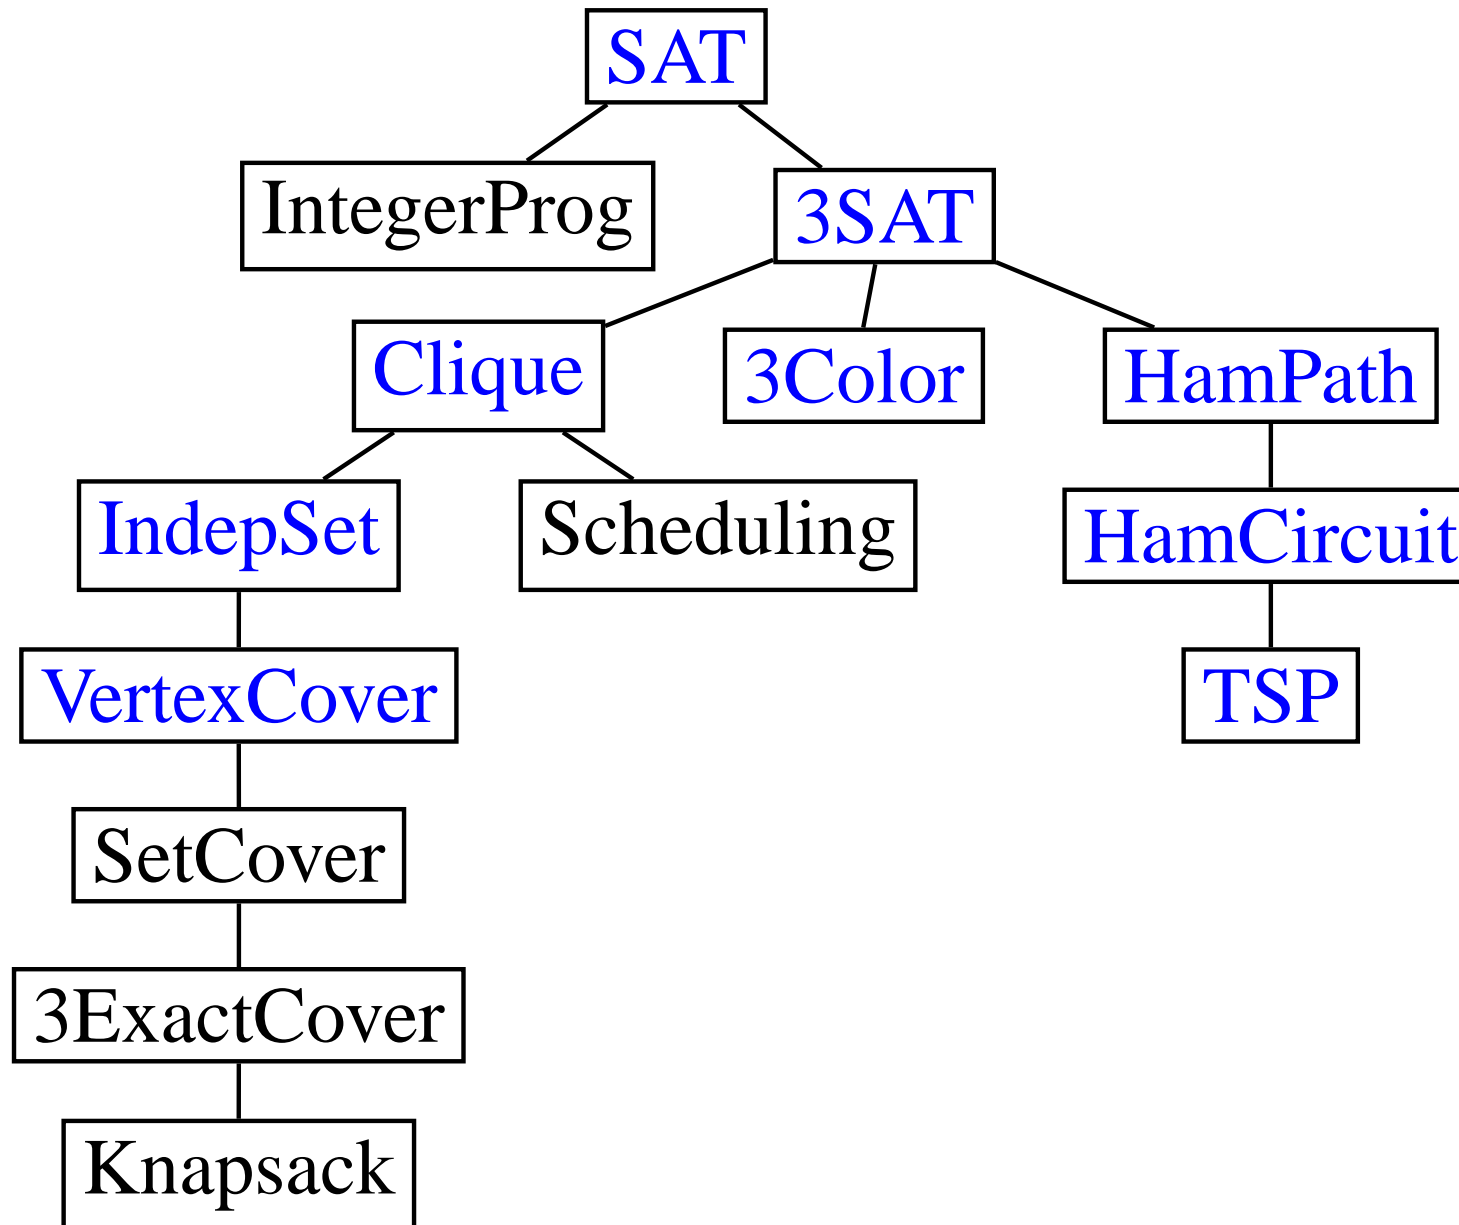 SAT
IntegerProg
3SAT
Clique
3Color
HamPath
IndepSet
Scheduling
HamCircuit
VertexCover
TSP
SetCover
3ExactCover
Knapsack